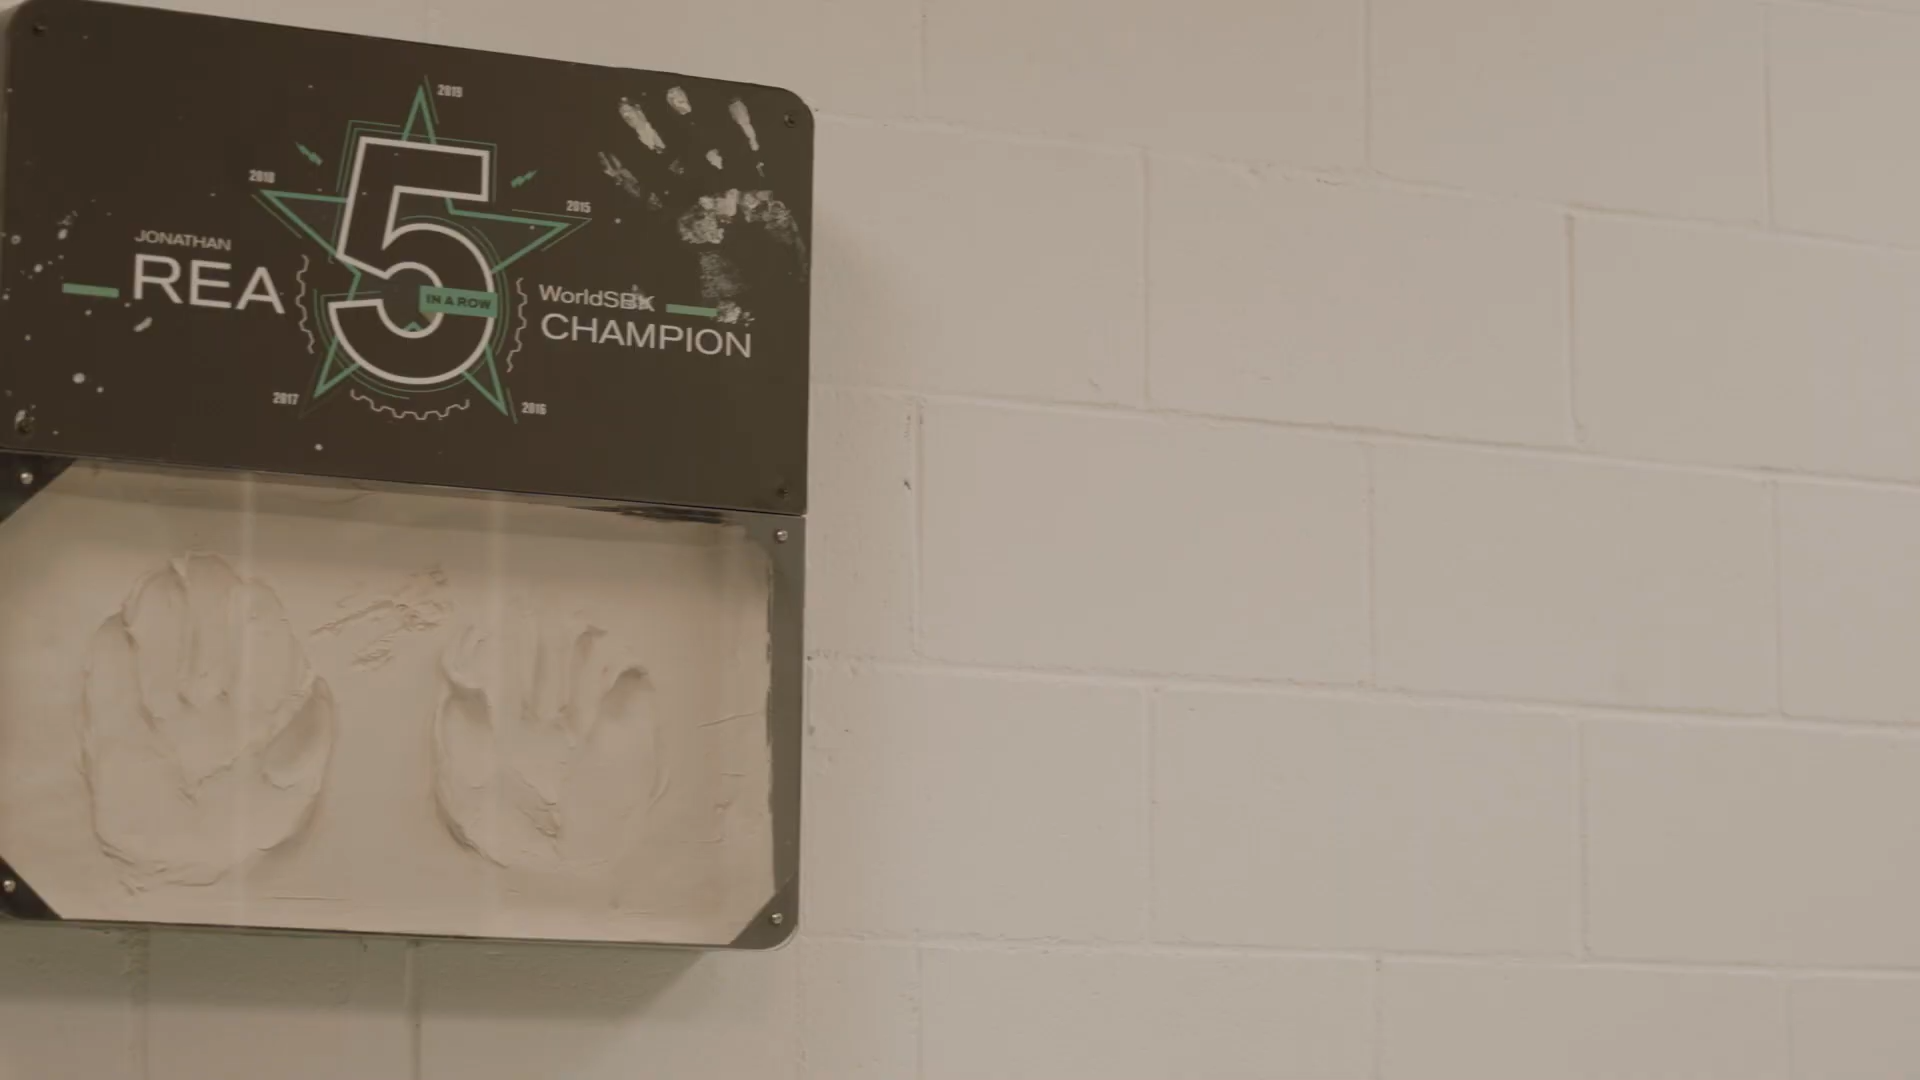 2019
2018
2015
JONATHAN
REA
5
IN A ROW
WorldSBK
CHAMPION
2017
2016